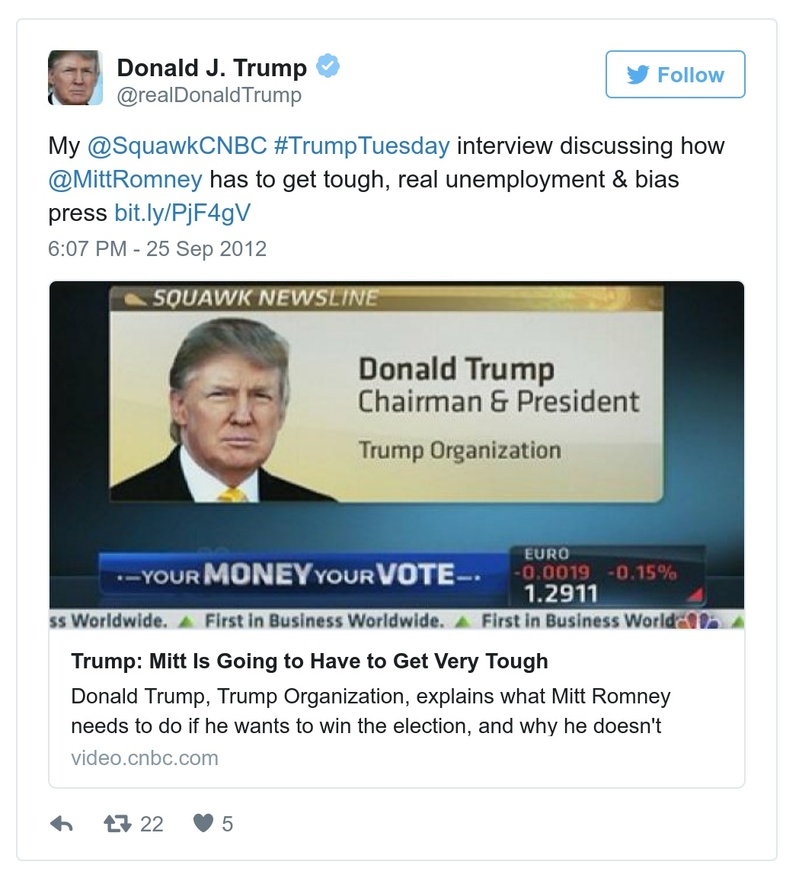 Donald J. Trump
@realDonaldTrump
Follow
My @SquawkCNBC #TrumpTuesday interview discussing how
@MittRomney has to get tough, real unemployment & bias
press bit.ly/PjF4gV
6:07 PM - 25 Sep 2012
SQUAWK NEWSLINE
Donald Trump
Chairman & President
Trump Organization
YOUR MONEY YOUR VOTE
EURO
-0.0019 -0.15%
1.2911
ss Worldwide. ▲ First in Business Worldwide. ▲ First in Business World
Trump: Mitt Is Going to Have to Get Very Tough
Donald Trump, Trump Organization, explains what Mitt Romney
needs to do if he wants to win the election, and why he doesn't
video.cnbc.com
22 5